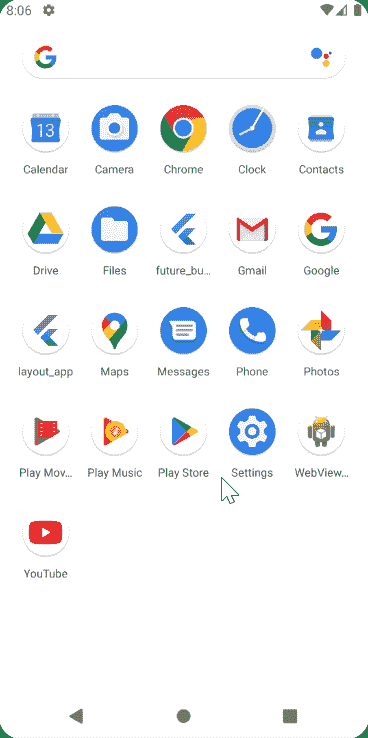 8:06
13
Calendar Camera Chrome Clock Contacts
Drive Files future_bu... Gmail Google
layout_app Maps Messages Phone Photos
Play Mov... Play Music Play Store Settings WebView...
YouTube